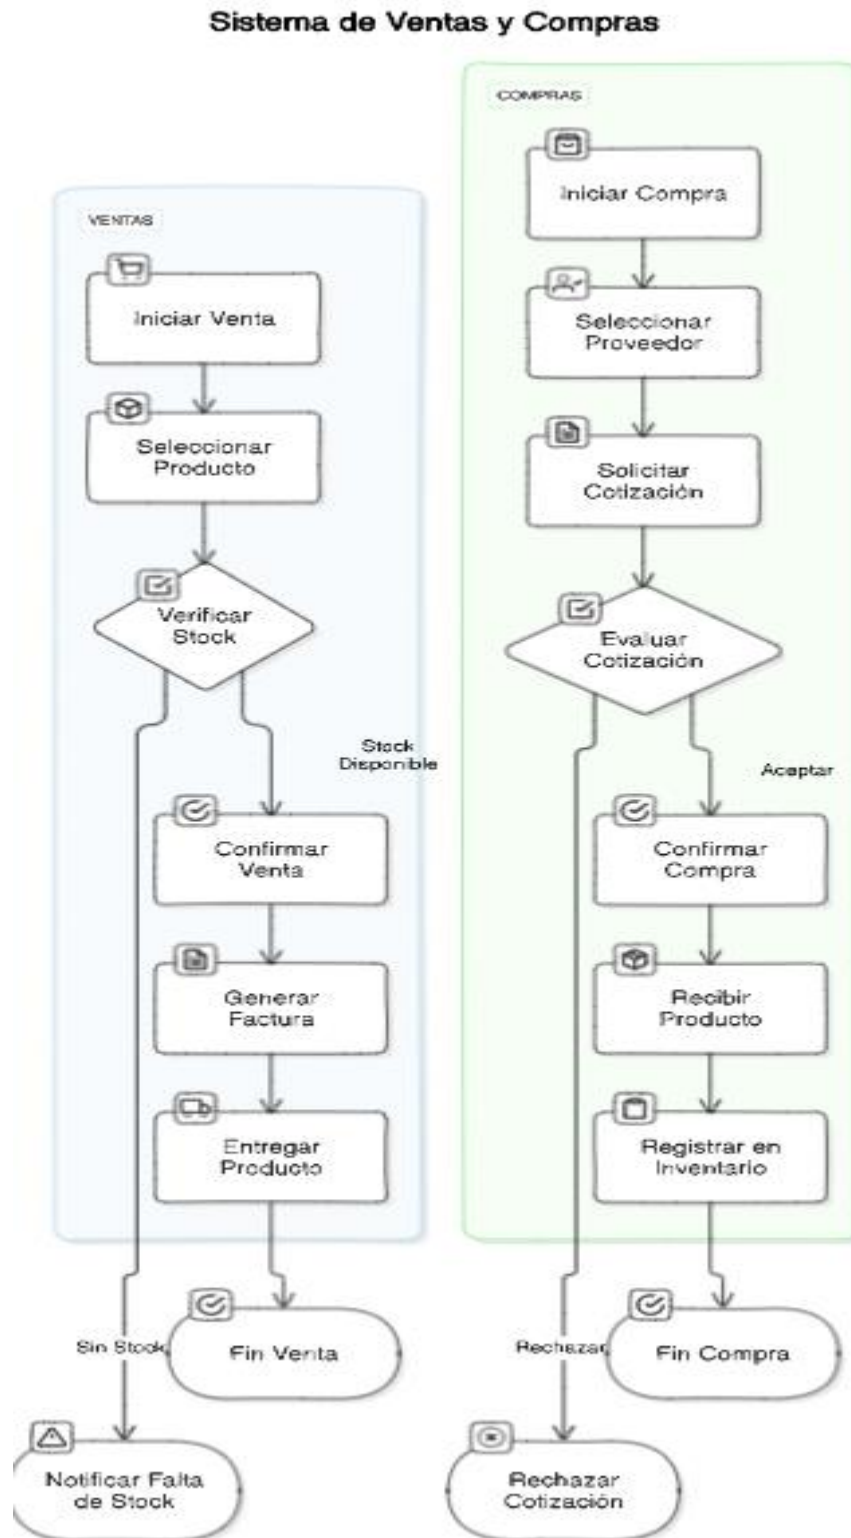 Sistema de Ventas y Compras
VENTAS
Iniciar Venta
Seleccionar
Producto
Verificar
Stock
Stock
Disponible
Confirmar
Venta
Generar
Factura
Entregar
Producto
Sin Stock
Fin Venta
Notificar Falta
de Stock
COMPRAS
Iniciar Compra
Seleccionar
Proveedor
Solicitar
Cotización
Evaluar
Cotización
Aceptar
Confirmar
Compra
Recibir
Producto
Registrar en
Inventario
Rechazar
Fin Compra
Rechazar
Cotización